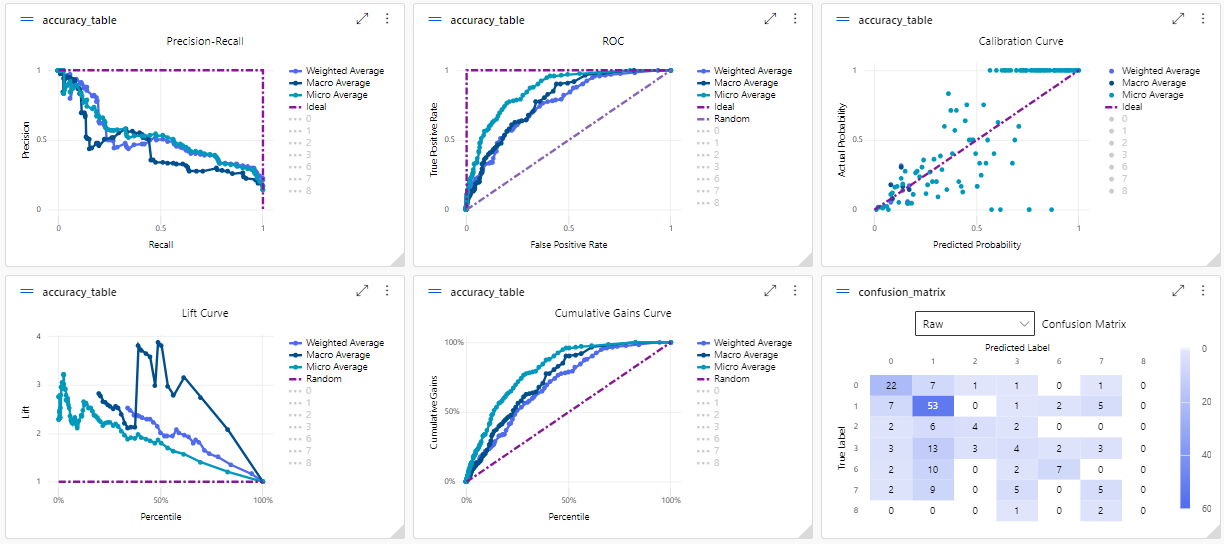 accuracy_table
Precision-Recall
Precision
1
0.5
0
0
0.5
1
Recall
Weighted Average
Macro Average
Micro Average
Ideal
0
1
2
3
6
7
8
accuracy_table
ROC
True Positive Rate
1
0.5
0
0
0.5
1
False Positive Rate
Weighted Average
Macro Average
Micro Average
Ideal
Random
0
1
2
3
6
7
8
accuracy_table
Calibration Curve
Actual Probability
1
0.5
0
0
0.5
1
Predicted Probability
Weighted Average
Macro Average
Micro Average
Ideal
0
1
2
3
6
7
8
accuracy_table
Lift Curve
Lift
4
3
2
1
0%
50%
100%
Percentile
Weighted Average
Macro Average
Micro Average
Random
0
1
2
3
6
7
8
accuracy_table
Cumulative Gains Curve
Cumulative Gains
100%
50%
0%
0%
50%
100%
Percentile
Weighted Average
Macro Average
Micro Average
Random
0
1
2
3
6
7
8
confusion_matrix
Raw Confusion Matrix
Predicted Label
0 1 2 3 6 7 8
True Label
0 22 7 1 1 0 1 0
1 7 53 0 1 2 5 0
2 2 6 4 2 0 0 0
3 3 13 3 4 2 3 0
6 2 10 0 2 7 0 0
7 2 9 0 5 0 5 0
8 0 0 0 1 0 2 0
0
20
40
60